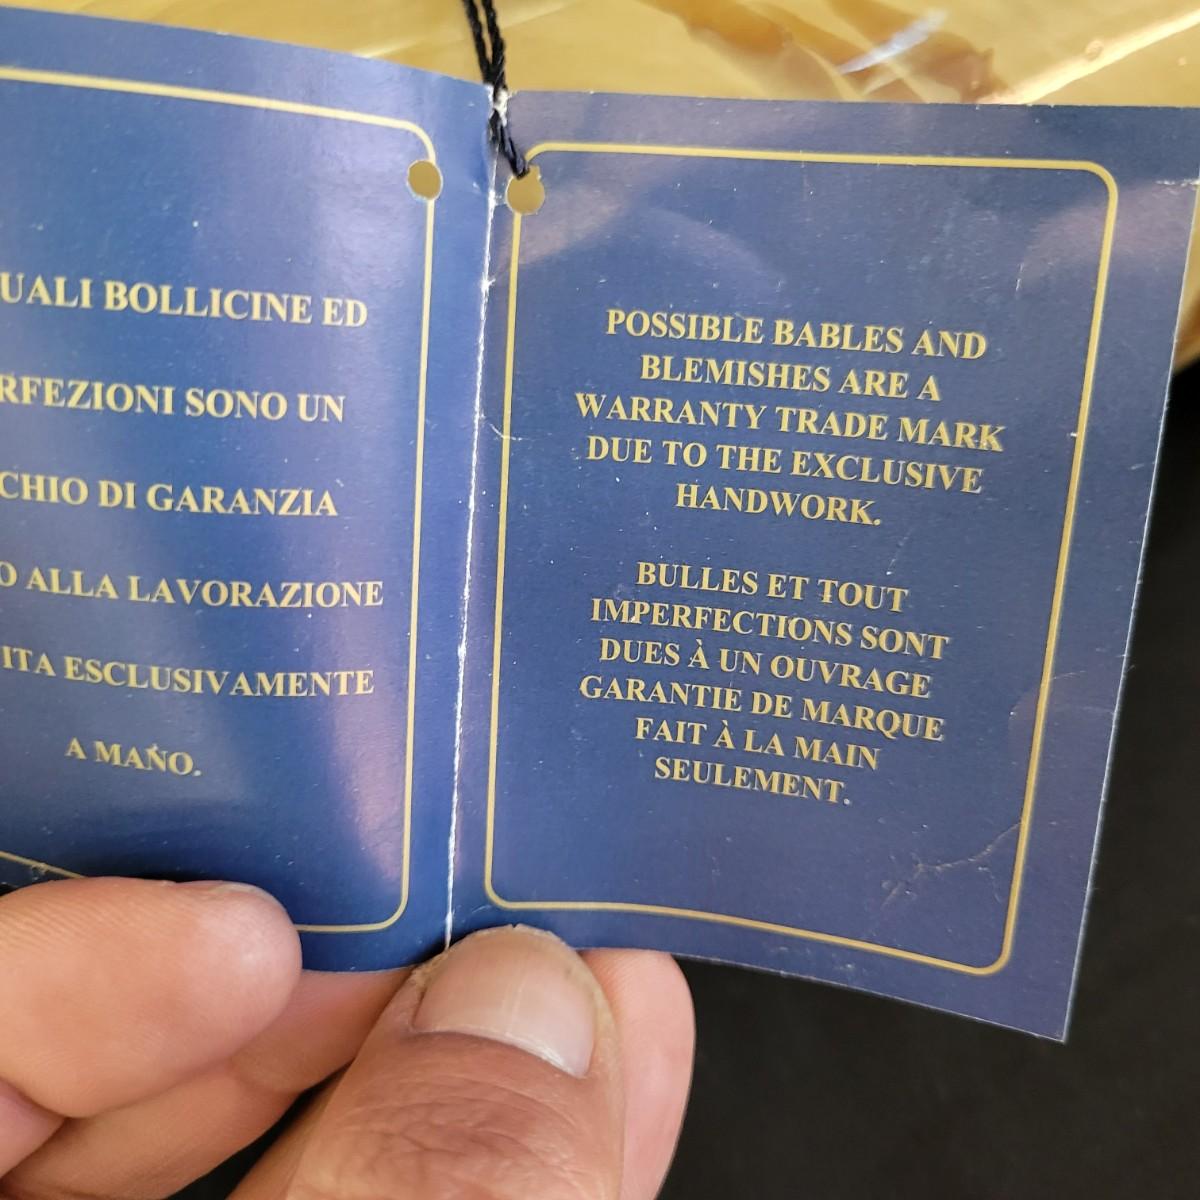 UALI BOLLICINE ED
RFEZIONI SONO UN
CHIO DI GARANZIA
O ALLA LAVORAZIONE
ITA ESCLUSIVAMENTE
A MANO.
POSSIBLE BABLES AND
BLEMISHES ARE A
WARRANTY TRADE MARK
DUE TO THE EXCLUSIVE
HANDWORK.
BULLES ET TOUT
IMPERFECTIONS SONT
DUES À UN OUVRAGE
GARANTIE DE MARQUE
FAIT À LA MAIN
SEULEMENT.